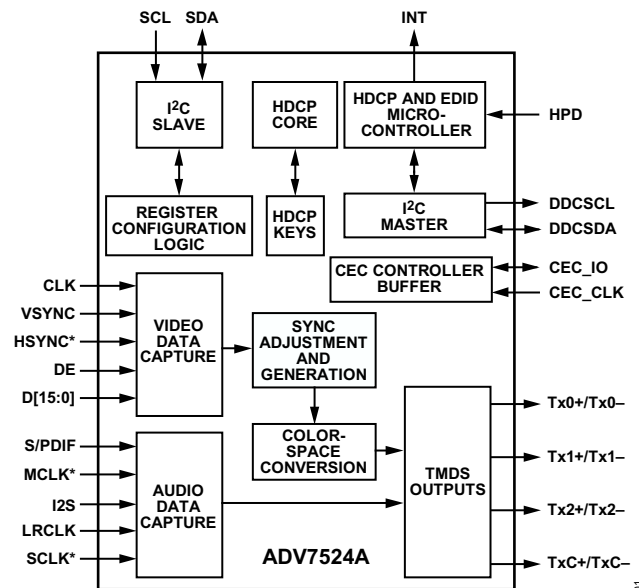 SCL SDA INT
I²C
SLAVE
HDCP
CORE
HDCP AND EDID
MICRO-
CONTROLLER
HPD
REGISTER
CONFIGURATION
LOGIC
HDCP
KEYS
I²C
MASTER
DDCSCL
DDCSDA
CEC CONTROLLER
BUFFER
CEC_IO
CEC_CLK
CLK
VSYNC
HSYNC*
DE
D[15:0]
VIDEO
DATA
CAPTURE
SYNC
ADJUSTMENT
AND
GENERATION
COLOR-
SPACE
CONVERSION
S/PDIF
MCLK*
I2S
LRCLK
SCLK*
AUDIO
DATA
CAPTURE
TMDS
OUTPUTS
Tx0+/Tx0–
Tx1+/Tx1–
Tx2+/Tx2–
TxC+/TxC–
ADV7524A